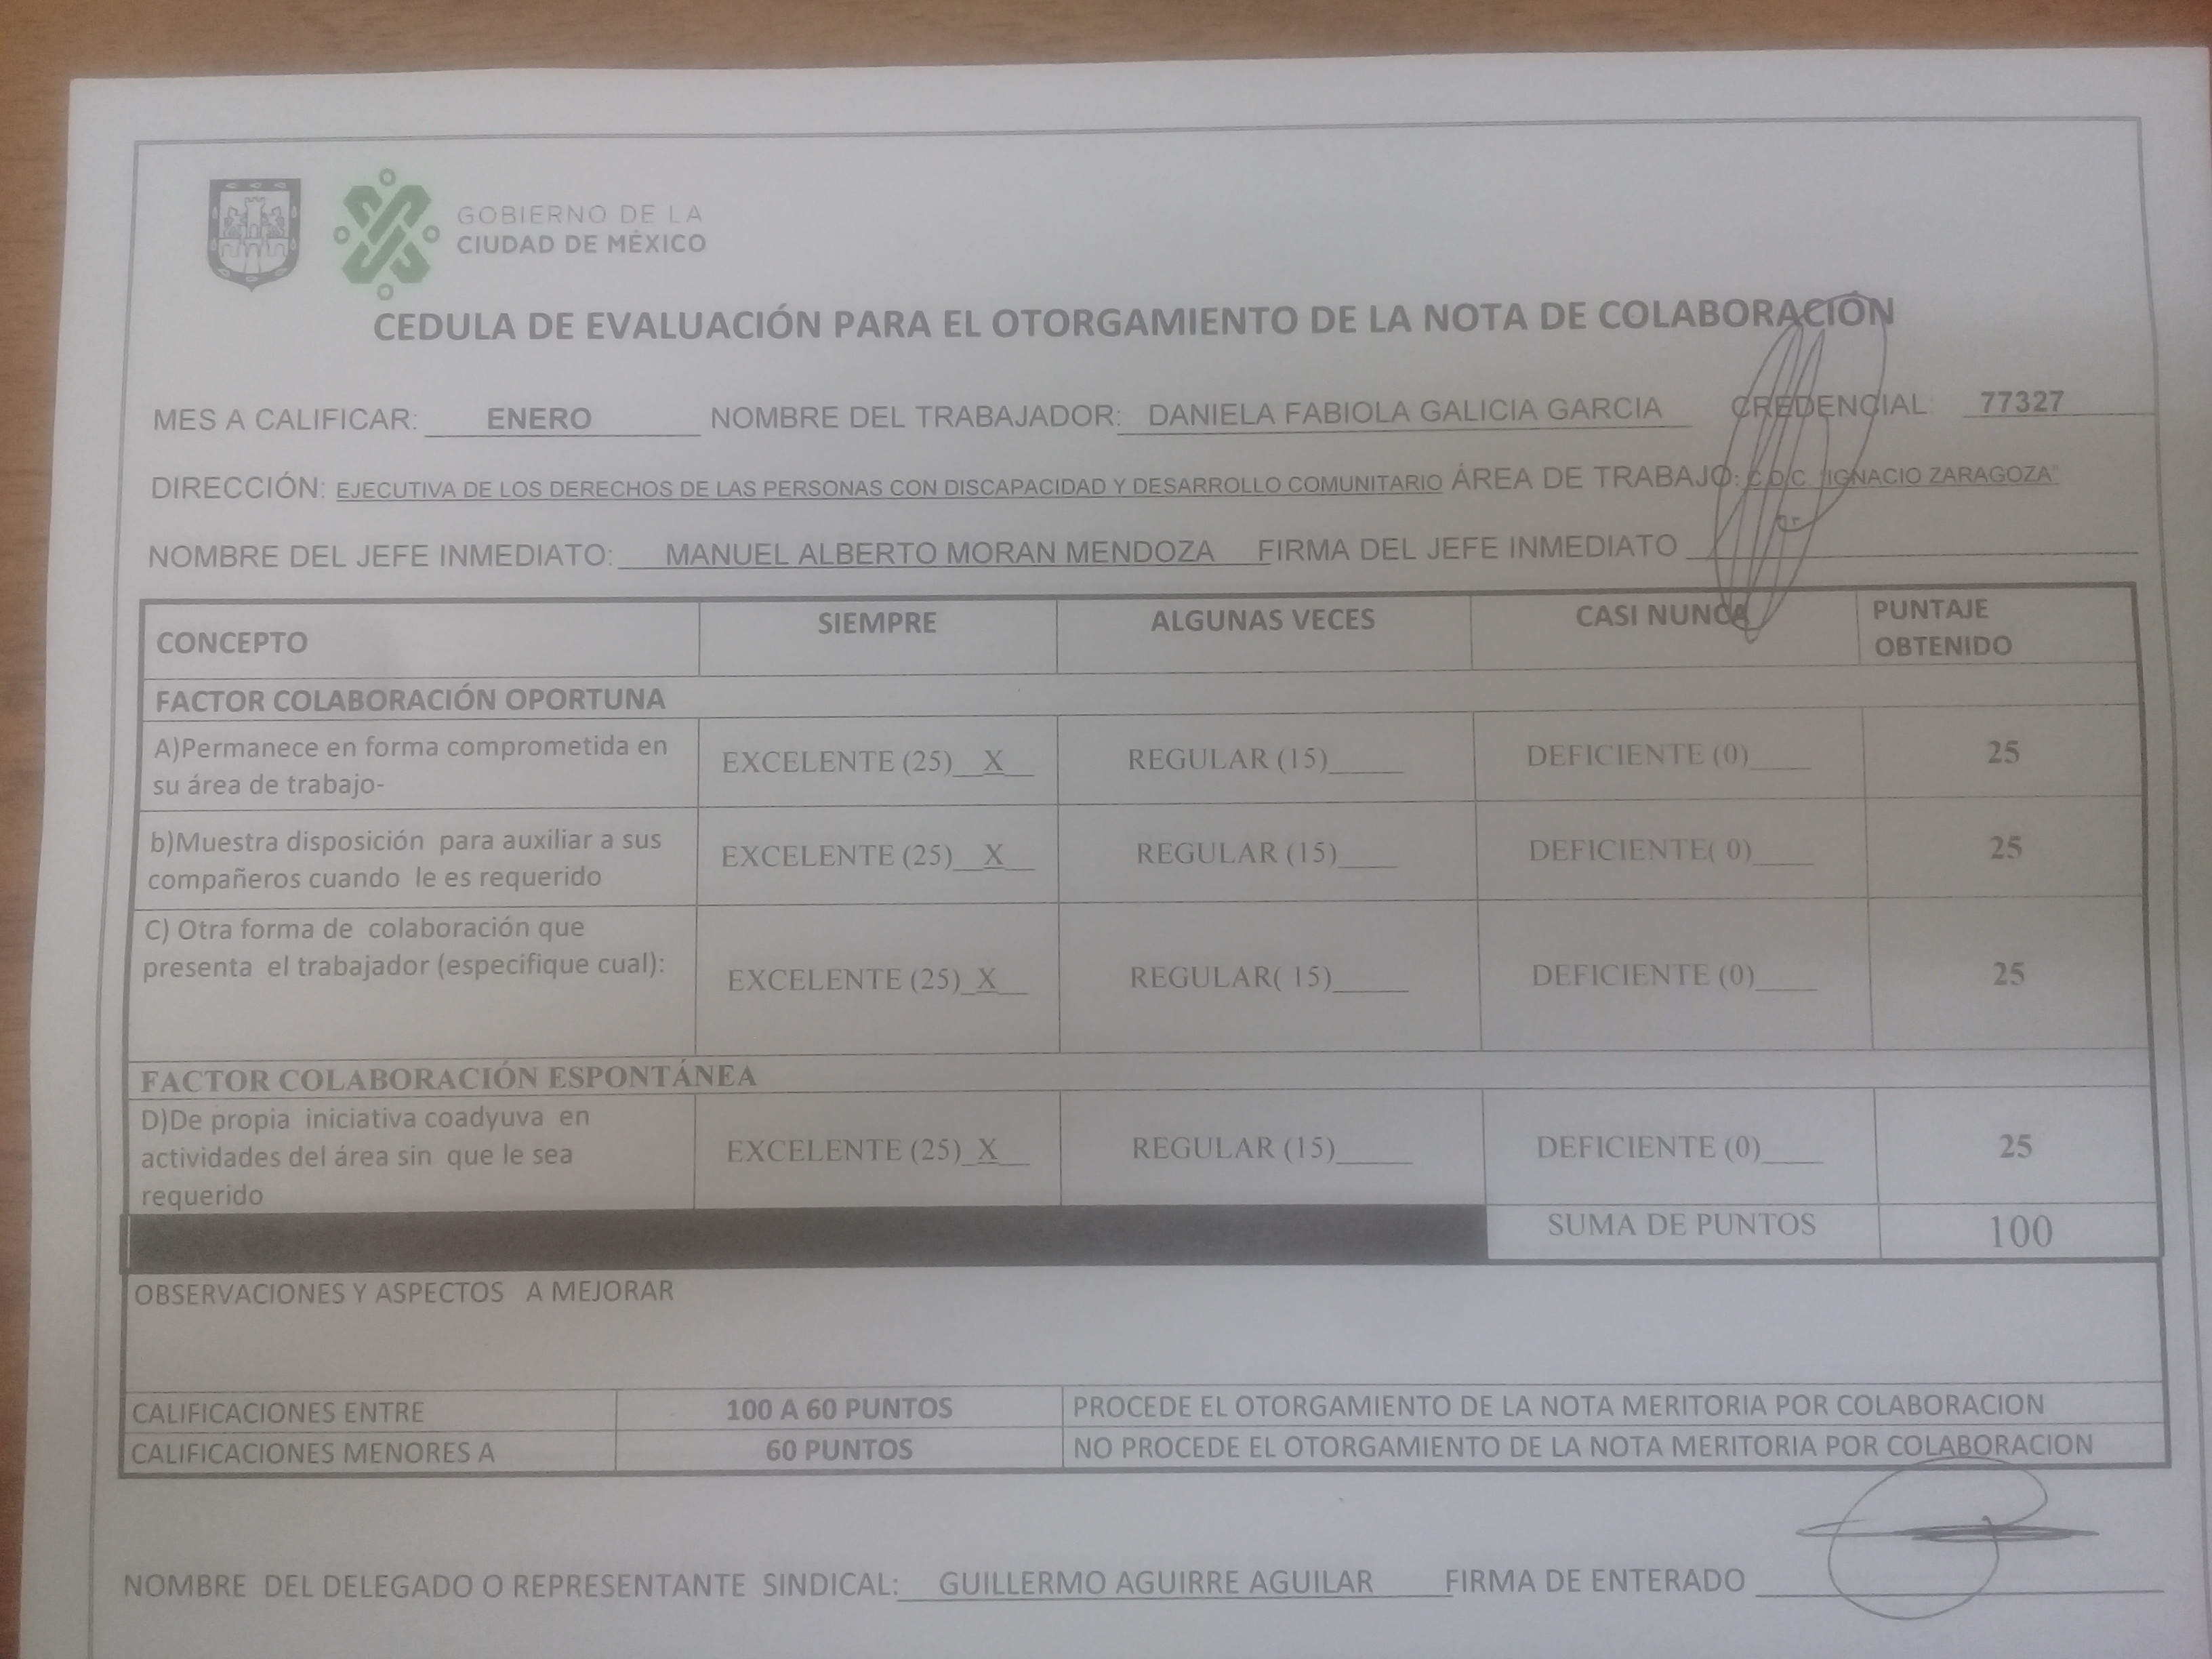 GOBIERNO DE LA
CIUDAD DE MÉXICO
CEDULA DE EVALUACIÓN PARA EL OTORGAMIENTO DE LA NOTA DE COLABORACIÓN
MES A CALIFICAR: ENERO NOMBRE DEL TRABAJADOR: DANIELA FABIOLA GALICIA GARCIA CREDENCIAL: 77327
DIRECCIÓN: EJECUTIVA DE LOS DERECHOS DE LAS PERSONAS CON DISCAPACIDAD Y DESARROLLO COMUNITARIO ÁREA DE TRABAJO: C.D.C. "IGNACIO ZARAGOZA"
NOMBRE DEL JEFE INMEDIATO: MANUEL ALBERTO MORAN MENDOZA FIRMA DEL JEFE INMEDIATO
CONCEPTO SIEMPRE ALGUNAS VECES CASI NUNCA PUNTAJE
OBTENIDO
FACTOR COLABORACIÓN OPORTUNA
A)Permanece en forma comprometida en
su área de trabajo-
EXCELENTE (25)__X__ REGULAR (15)_____ DEFICIENTE (0)____ 25
b)Muestra disposición para auxiliar a sus
compañeros cuando le es requerido
EXCELENTE (25)__X__ REGULAR (15)____ DEFICIENTE( 0)____ 25
C) Otra forma de colaboración que
presenta el trabajador (especifique cual):
EXCELENTE (25)_X__ REGULAR( 15)_____ DEFICIENTE (0)____ 25
FACTOR COLABORACIÓN ESPONTÁNEA
D)De propia iniciativa coadyuva en
actividades del área sin que le sea
requerido
EXCELENTE (25)_X__ REGULAR (15)_____ DEFICIENTE (0)____ 25
SUMA DE PUNTOS 100
OBSERVACIONES Y ASPECTOS A MEJORAR
CALIFICACIONES ENTRE 100 A 60 PUNTOS PROCEDE EL OTORGAMIENTO DE LA NOTA MERITORIA POR COLABORACION
CALIFICACIONES MENORES A 60 PUNTOS NO PROCEDE EL OTORGAMIENTO DE LA NOTA MERITORIA POR COLABORACION
NOMBRE DEL DELEGADO O REPRESENTANTE SINDICAL: GUILLERMO AGUIRRE AGUILAR FIRMA DE ENTERADO